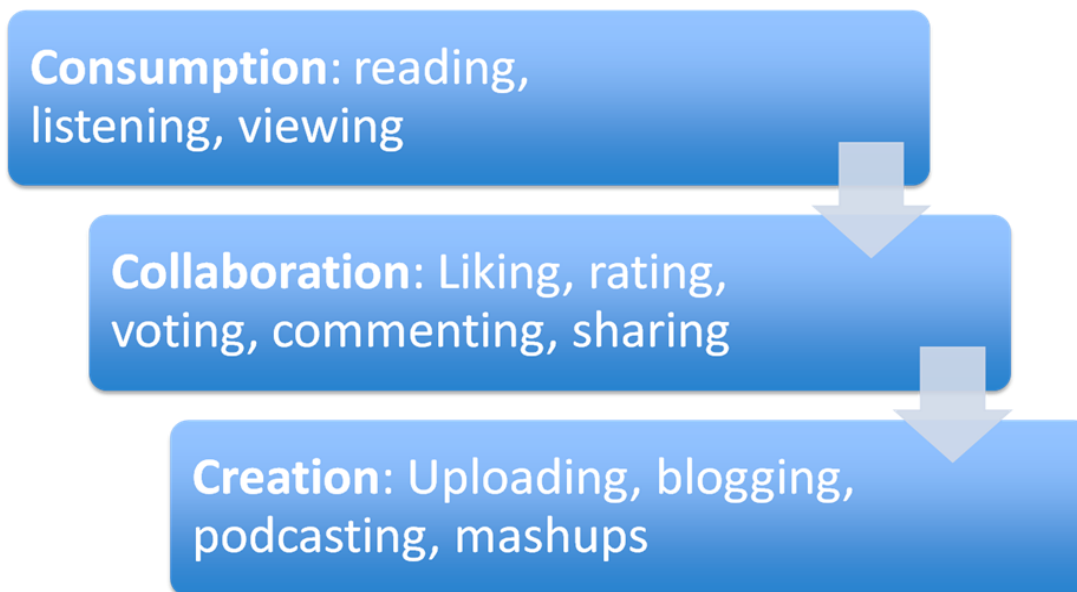 Consumption: reading,
listening, viewing
Collaboration: Liking, rating,
voting, commenting, sharing
Creation: Uploading, blogging,
podcasting, mashups